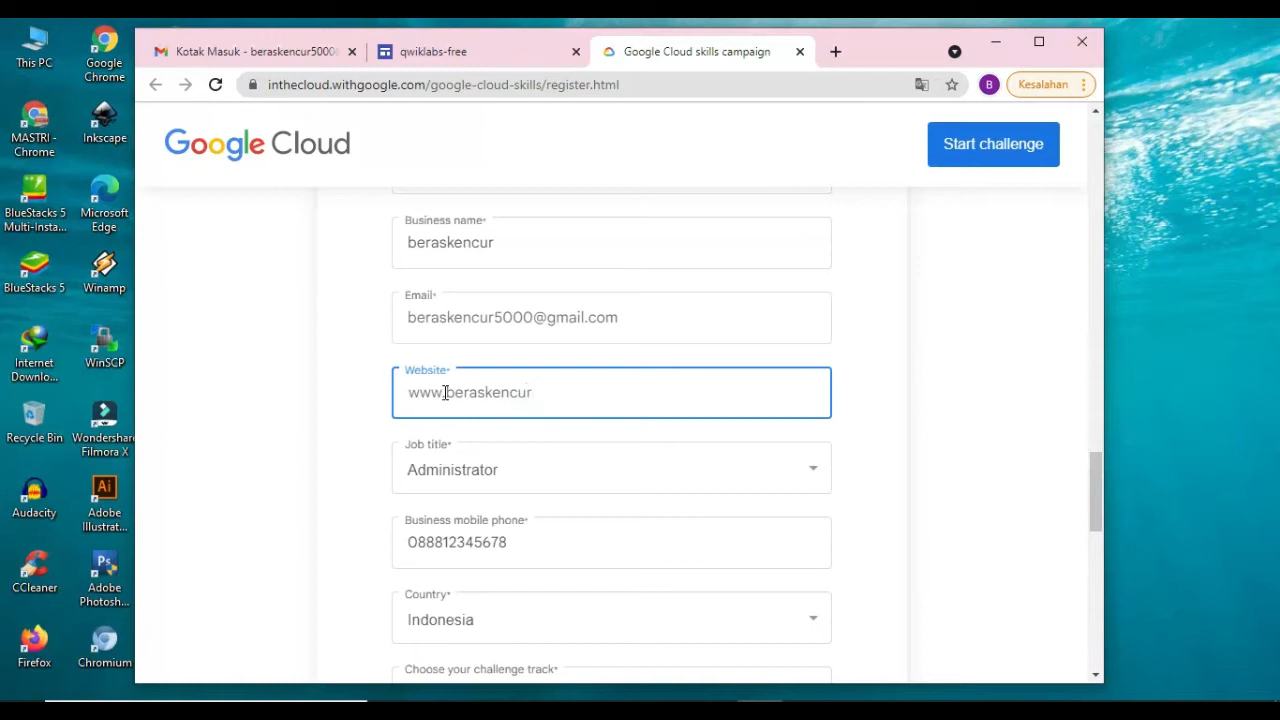 This PC
Google
Chrome
MASTRI -
Chrome
Inkscape
BlueStacks 5
Multi-Insta...
Microsoft
Edge
BlueStacks 5
Winamp
Internet
Downlo...
WinSCP
Recycle Bin
Wondershare
Filmora X
Audacity
Adobe
Illustrat...
CCleaner
Adobe
Photosh...
Firefox
Chromium
Kotak Masuk - beraskencur5000
qwiklabs-free
Google Cloud skills campaign
inthecloud.withgoogle.com/google-cloud-skills/register.html
B
Kesalahan
Google Cloud
Start challenge
Business name*
beraskencur
Email*
beraskencur5000@gmail.com
Website*
www.beraskencur
Job title*
Administrator
Business mobile phone*
088812345678
Country*
Indonesia
Choose your challenge track*